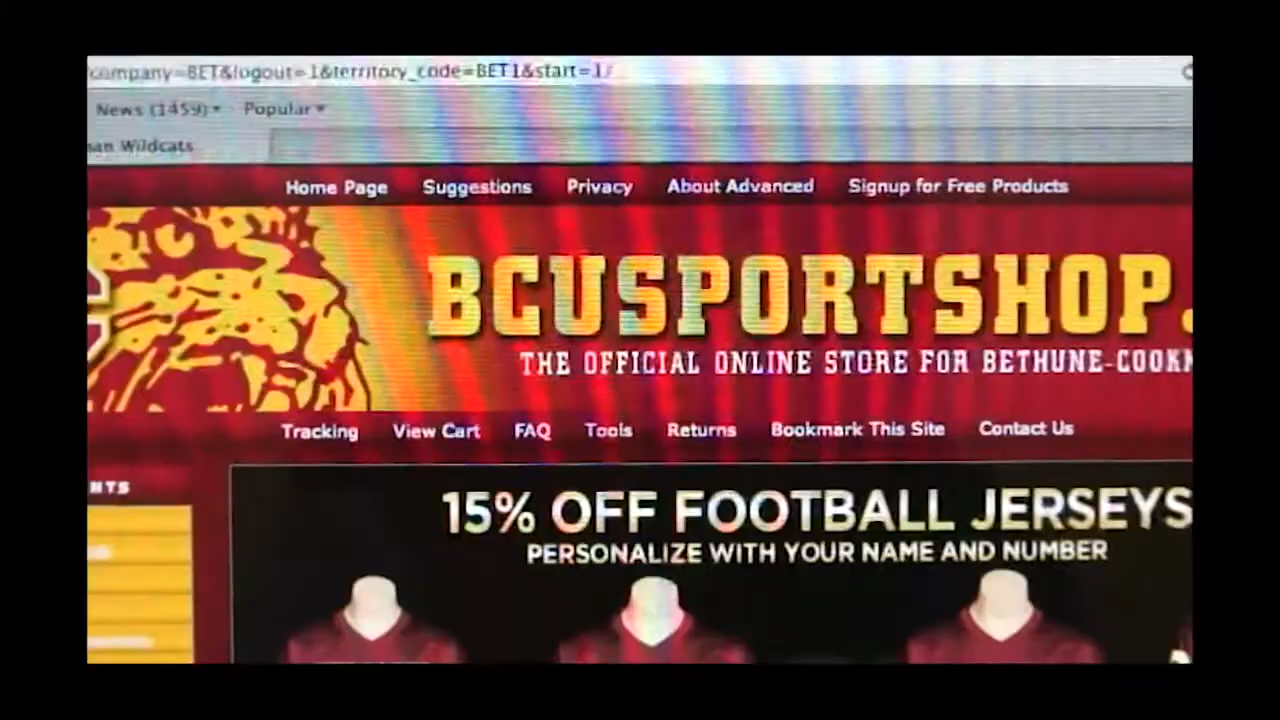 company=BET&logout=1&territory_code=BET1&start=1/
News (1459) Popular
an Wildcats
Home Page Suggestions Privacy About Advanced Signup for Free Products
BCUSPORTSHOP.
THE OFFICIAL ONLINE STORE FOR BETHUNE-COOK
Tracking View Cart FAQ Tools Returns Bookmark This Site Contact Us
NTS
15% OFF FOOTBALL JERSEYS
PERSONALIZE WITH YOUR NAME AND NUMBER